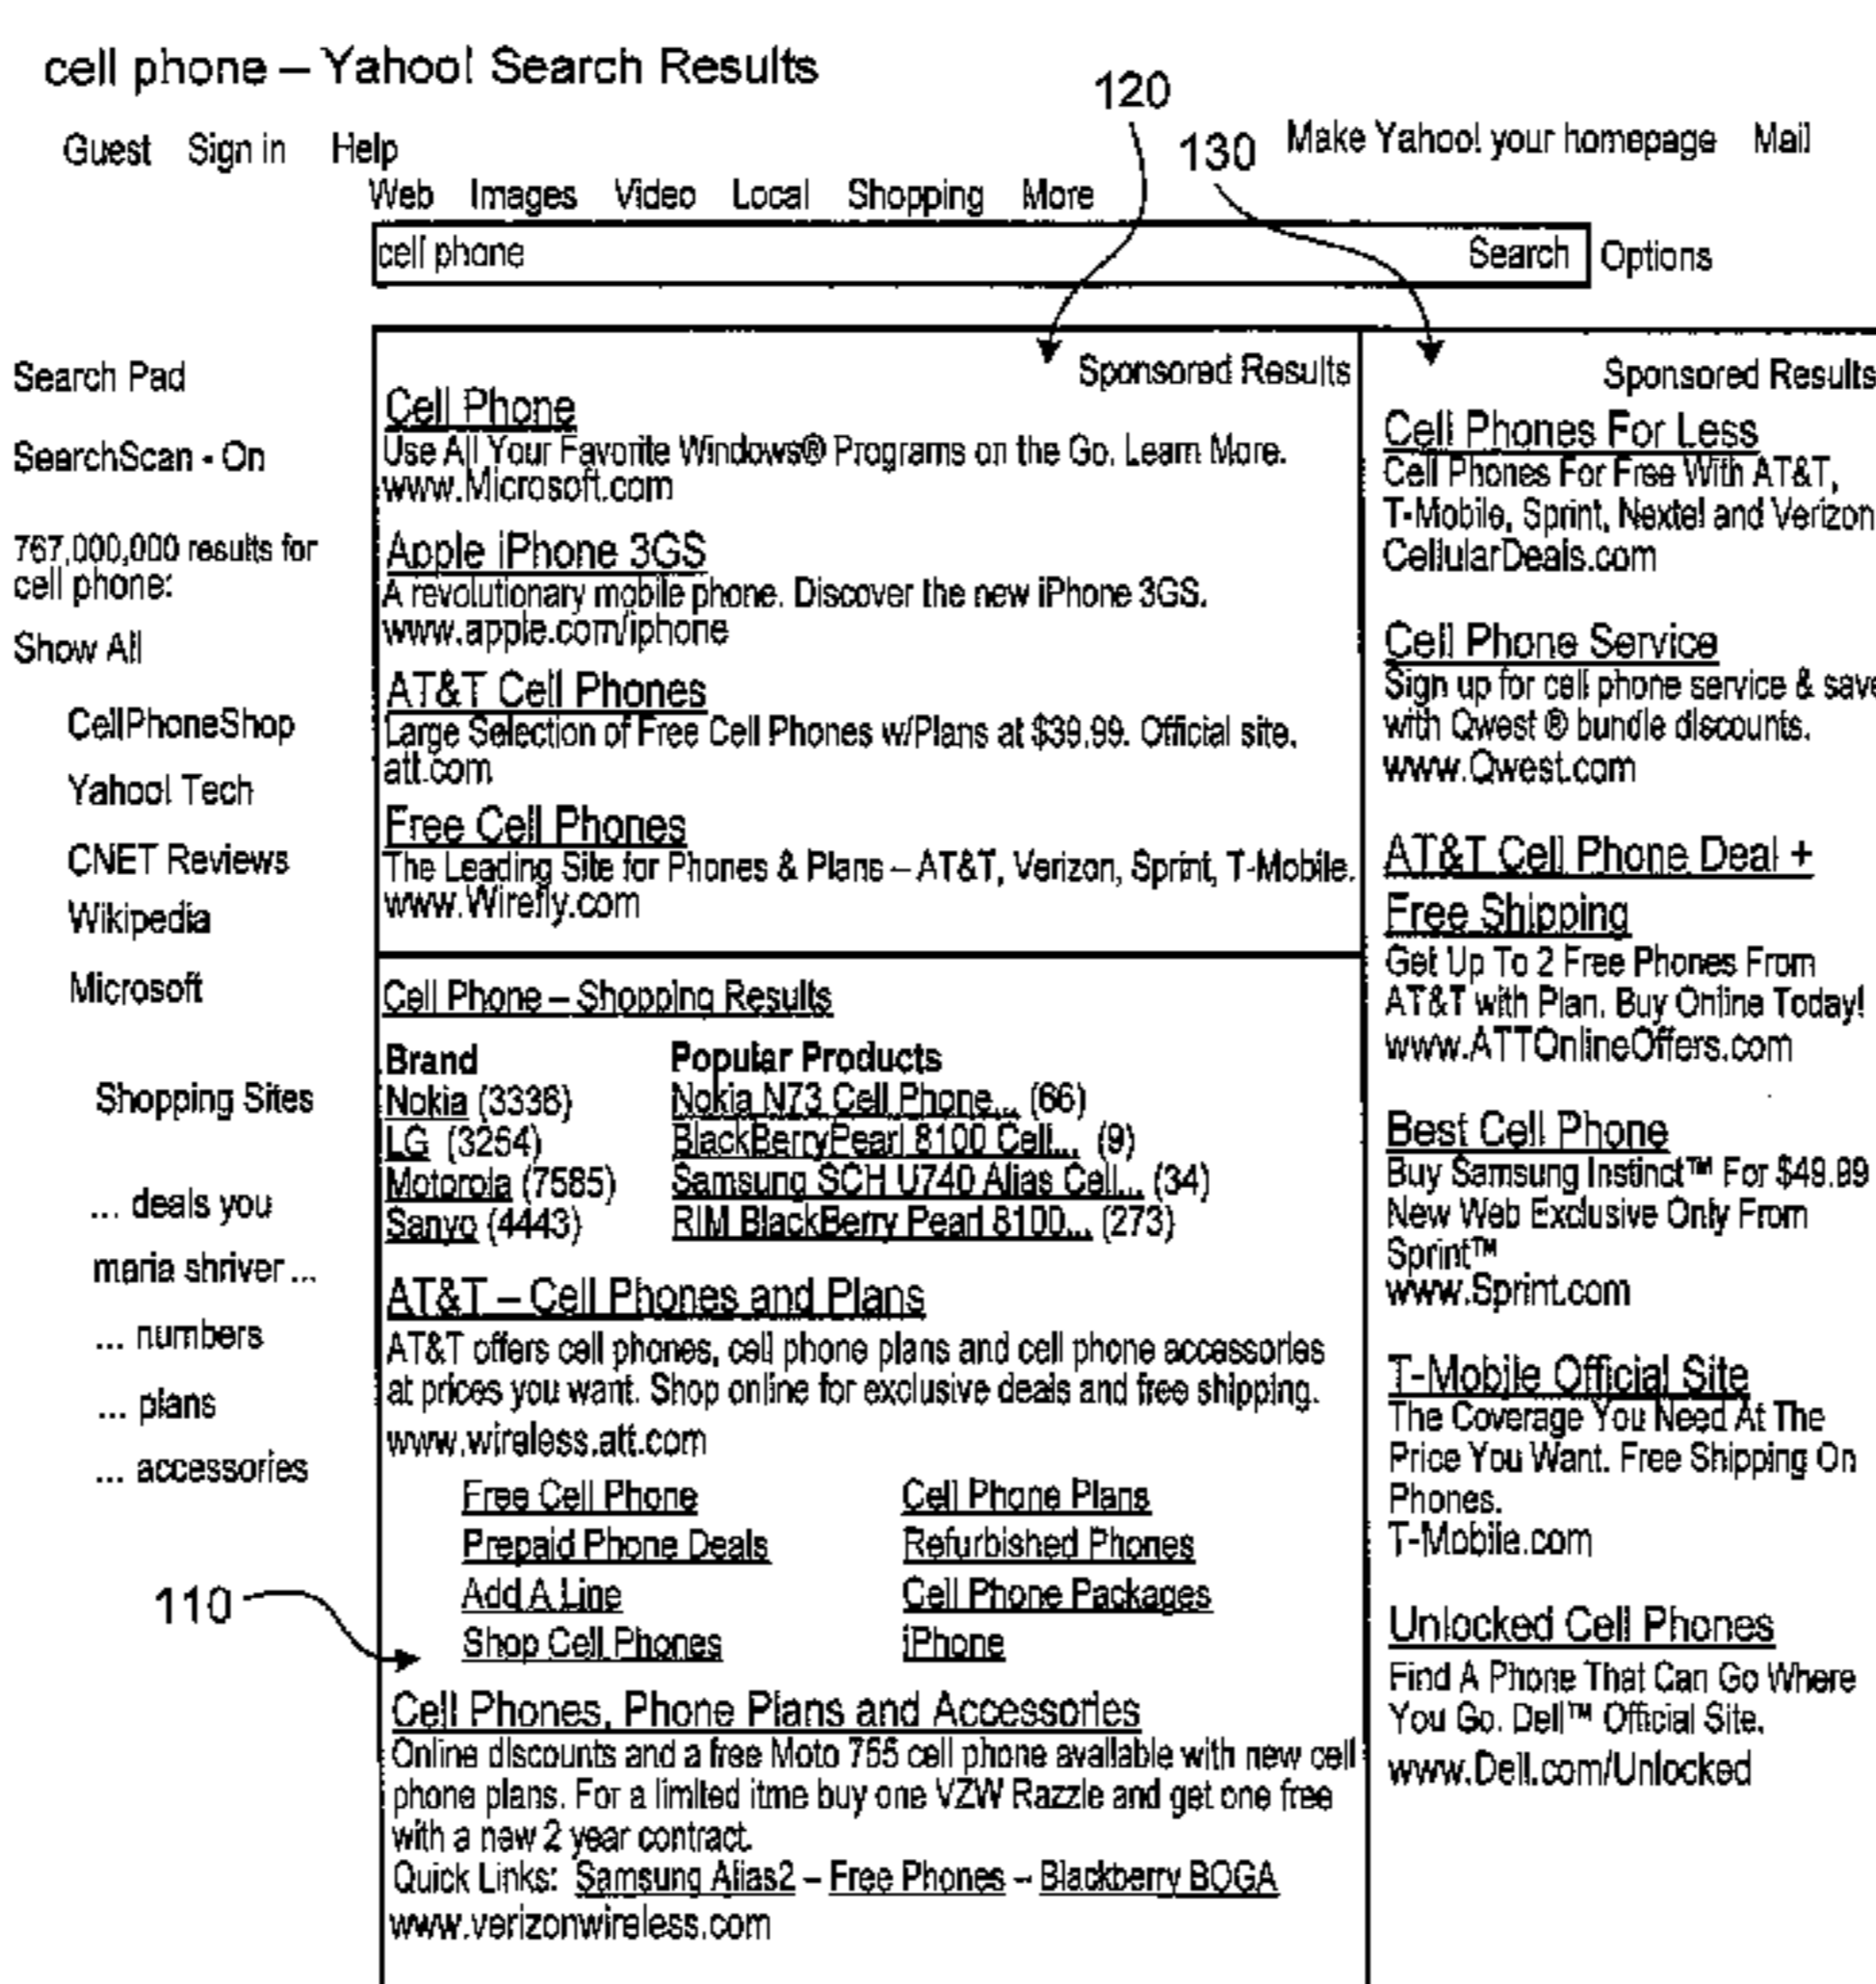 cell phone – Yahoo! Search Results
120
130
Guest Sign in Help
Make Yahoo! your homepage Mail
Web Images Video Local Shopping More
cell phone Search Options
Search Pad
SearchScan - On
767,000,000 results for
cell phone:
Show All
CellPhoneShop
Yahoo! Tech
CNET Reviews
Wikipedia
Microsoft
Shopping Sites
... deals you
maria shriver ...
... numbers
... plans
... accessories
110
Sponsored Results
Cell Phone
Use All Your Favorite Windows® Programs on the Go. Learn More.
www.Microsoft.com
Apple iPhone 3GS
A revolutionary mobile phone. Discover the new iPhone 3GS.
www.apple.com/iphone
AT&T Cell Phones
Large Selection of Free Cell Phones w/Plans at $39.99. Official site.
att.com
Free Cell Phones
The Leading Site for Phones & Plans – AT&T, Verizon, Sprint, T-Mobile.
www.Wirefly.com
Cell Phone – Shopping Results
Brand Popular Products
Nokia (3336) Nokia N73 Cell Phone... (66)
LG (3264) BlackBerryPearl 8100 Cell... (9)
Motorola (7585) Samsung SCH U740 Alias Cell... (34)
Sanyo (4443) RIM BlackBerry Pearl 8100... (273)
AT&T – Cell Phones and Plans
AT&T offers cell phones, cell phone plans and cell phone accessories
at prices you want. Shop online for exclusive deals and free shipping.
www.wireless.att.com
Free Cell Phone Cell Phone Plans
Prepaid Phone Deals Refurbished Phones
Add A Line Cell Phone Packages
Shop Cell Phones iPhone
Cell Phones, Phone Plans and Accessories
Online discounts and a free Moto 755 cell phone available with new cell
phone plans. For a limited itme buy one VZW Razzle and get one free
with a new 2 year contract.
Quick Links: Samsung Alias2 – Free Phones – Blackberry BOGA
www.verizonwireless.com
Sponsored Results
Cell Phones For Less
Cell Phones For Free With AT&T,
T-Mobile, Sprint, Nextel and Verizon
CellularDeals.com
Cell Phone Service
Sign up for cell phone service & save
with Qwest ® bundle discounts.
www.Qwest.com
AT&T Cell Phone Deal +
Free Shipping
Get Up To 2 Free Phones From
AT&T with Plan. Buy Online Today!
www.ATTOnlineOffers.com
Best Cell Phone
Buy Samsung Instinct™ For $49.99
New Web Exclusive Only From
Sprint™
www.Sprint.com
T-Mobile Official Site
The Coverage You Need At The
Price You Want. Free Shipping On
Phones.
T-Mobile.com
Unlocked Cell Phones
Find A Phone That Can Go Where
You Go. Dell™ Official Site.
www.Dell.com/Unlocked